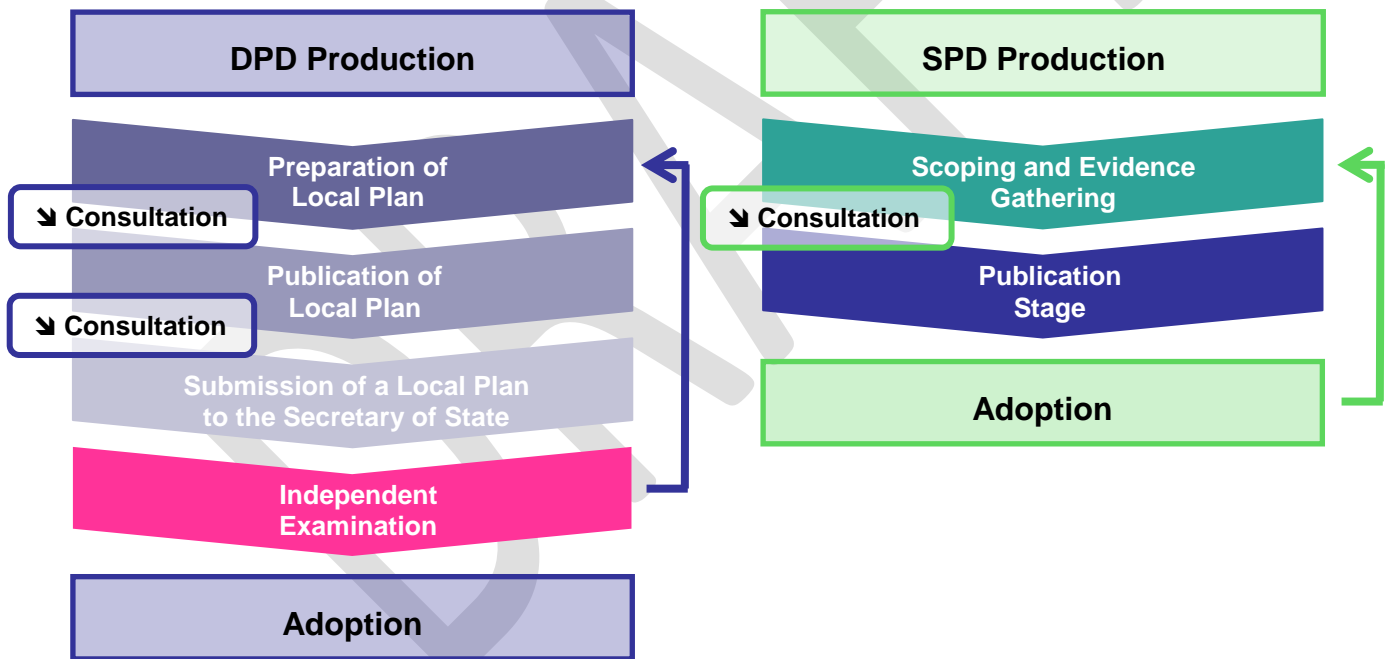 DPD Production
Preparation of
Local Plan
Consultation
Publication of
Local Plan
Consultation
Submission of a Local Plan
to the Secretary of State
Independent
Examination
Adoption
SPD Production
Scoping and Evidence
Gathering
Consultation
Publication
Stage
Adoption